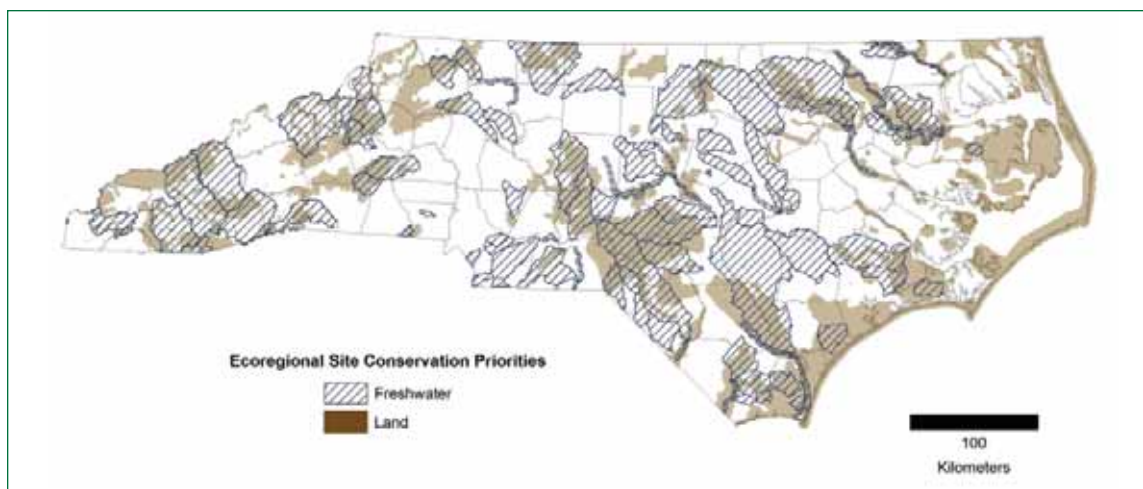 Ecoregional Site Conservation Priorities
Freshwater
Land
100
Kilometers